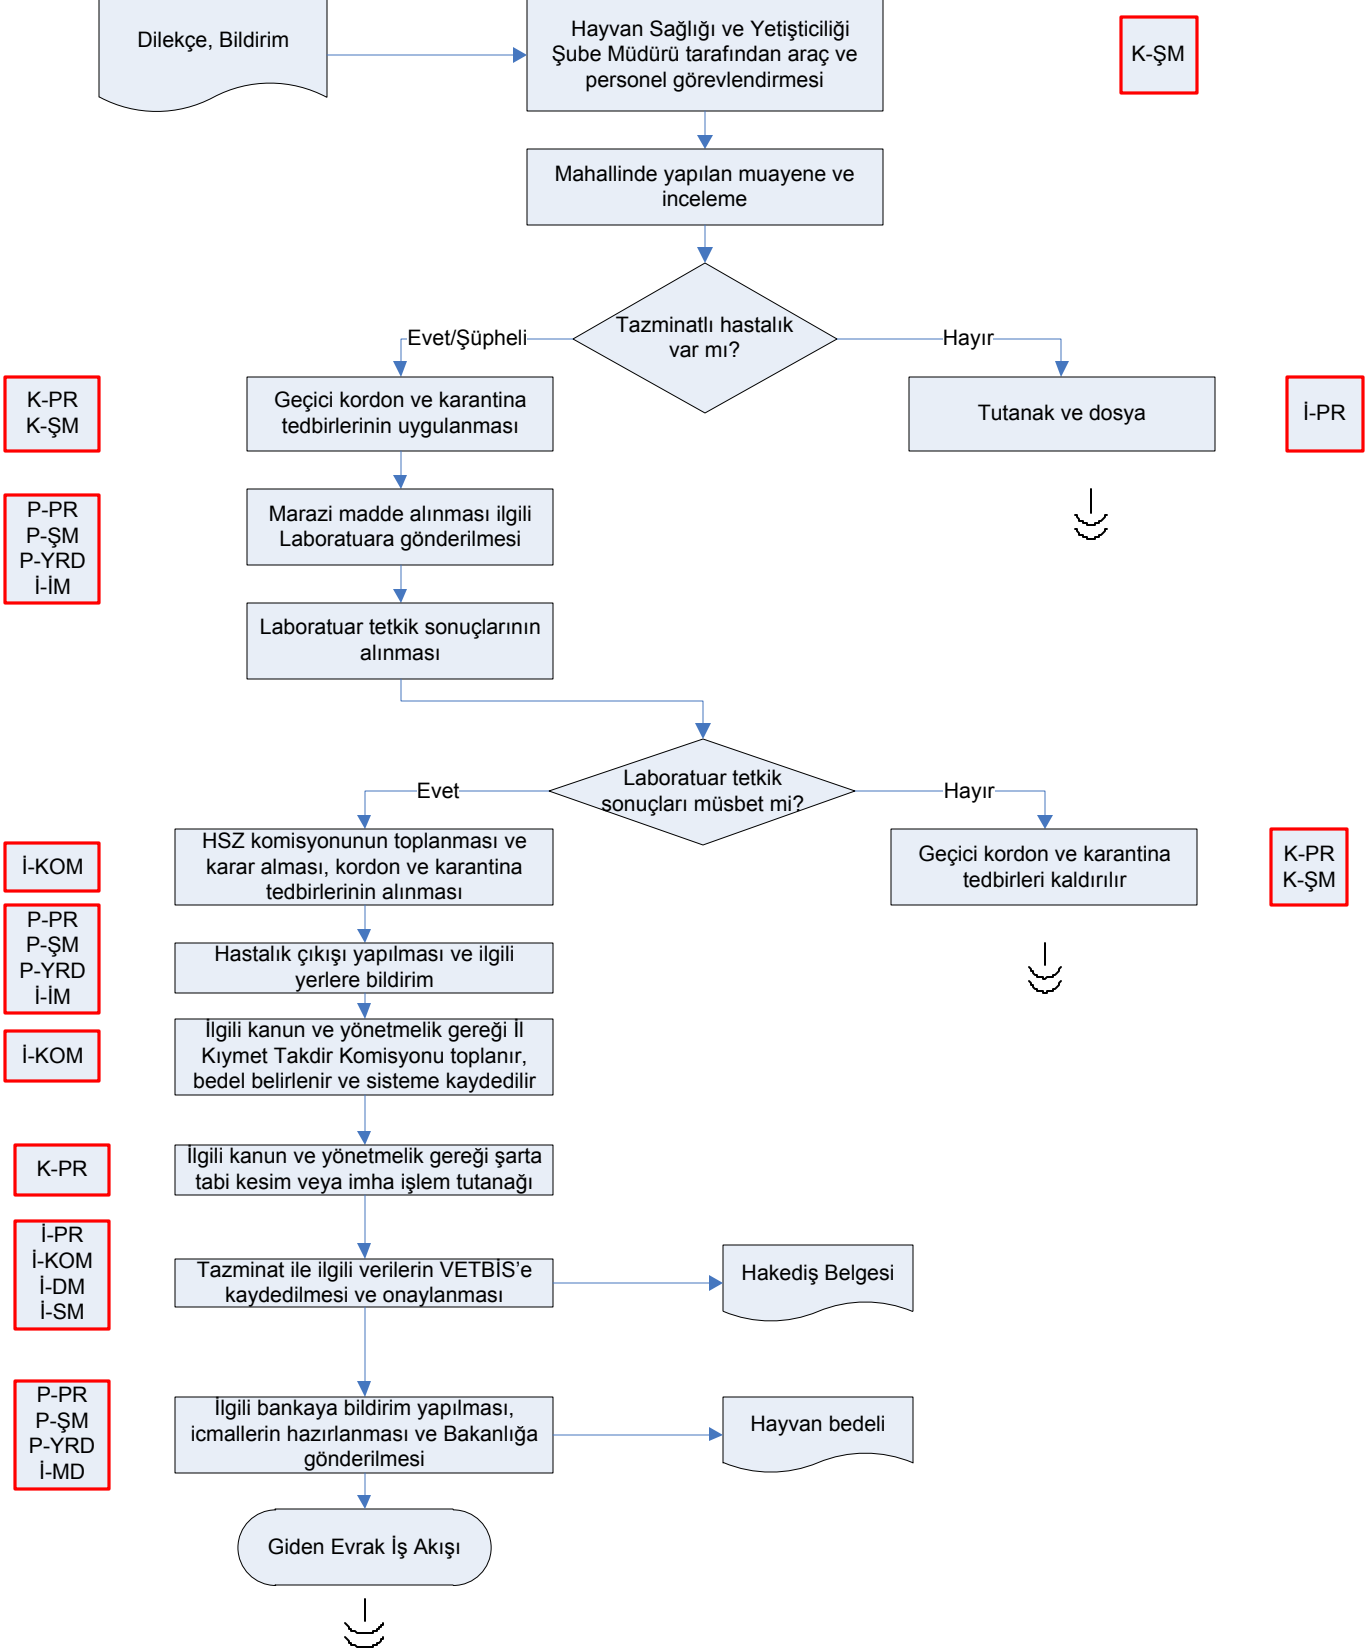 Dilekçe, Bildirim
Hayvan Sağlığı ve Yetişticiliği
Şube Müdürü tarafından araç ve
personel görevlendirmesi
K-ŞM
Mahallinde yapılan muayene ve
inceleme
Tazminatlı hastalık
var mı?
Evet/Şüpheli
Hayır
K-PR
K-ŞM
Geçici kordon ve karantina
tedbirlerinin uygulanması
Tutanak ve dosya
İ-PR
P-PR
P-ŞM
P-YRD
İ-İM
Marazi madde alınması ilgili
Laboratuara gönderilmesi
Laboratuar tetkik sonuçlarının
alınması
Laboratuar tetkik
sonuçları müsbet mi?
Evet
Hayır
İ-KOM
HSZ komisyonunun toplanması ve
karar alması, kordon ve karantina
tedbirlerinin alınması
Geçici kordon ve karantina
tedbirleri kaldırılır
K-PR
K-ŞM
P-PR
P-ŞM
P-YRD
İ-İM
Hastalık çıkışı yapılması ve ilgili
yerlere bildirim
İ-KOM
İlgili kanun ve yönetmelik gereği İl
Kıymet Takdir Komisyonu toplanır,
bedel belirlenir ve sisteme kaydedilir
K-PR
İlgili kanun ve yönetmelik gereği şarta
tabi kesim veya imha işlem tutanağı
İ-PR
İ-KOM
İ-DM
İ-SM
Tazminat ile ilgili verilerin VETBİS’e
kaydedilmesi ve onaylanması
Hakediş Belgesi
P-PR
P-ŞM
P-YRD
İ-MD
İlgili bankaya bildirim yapılması,
icmallerin hazırlanması ve Bakanlığa
gönderilmesi
Hayvan bedeli
Giden Evrak İş Akışı